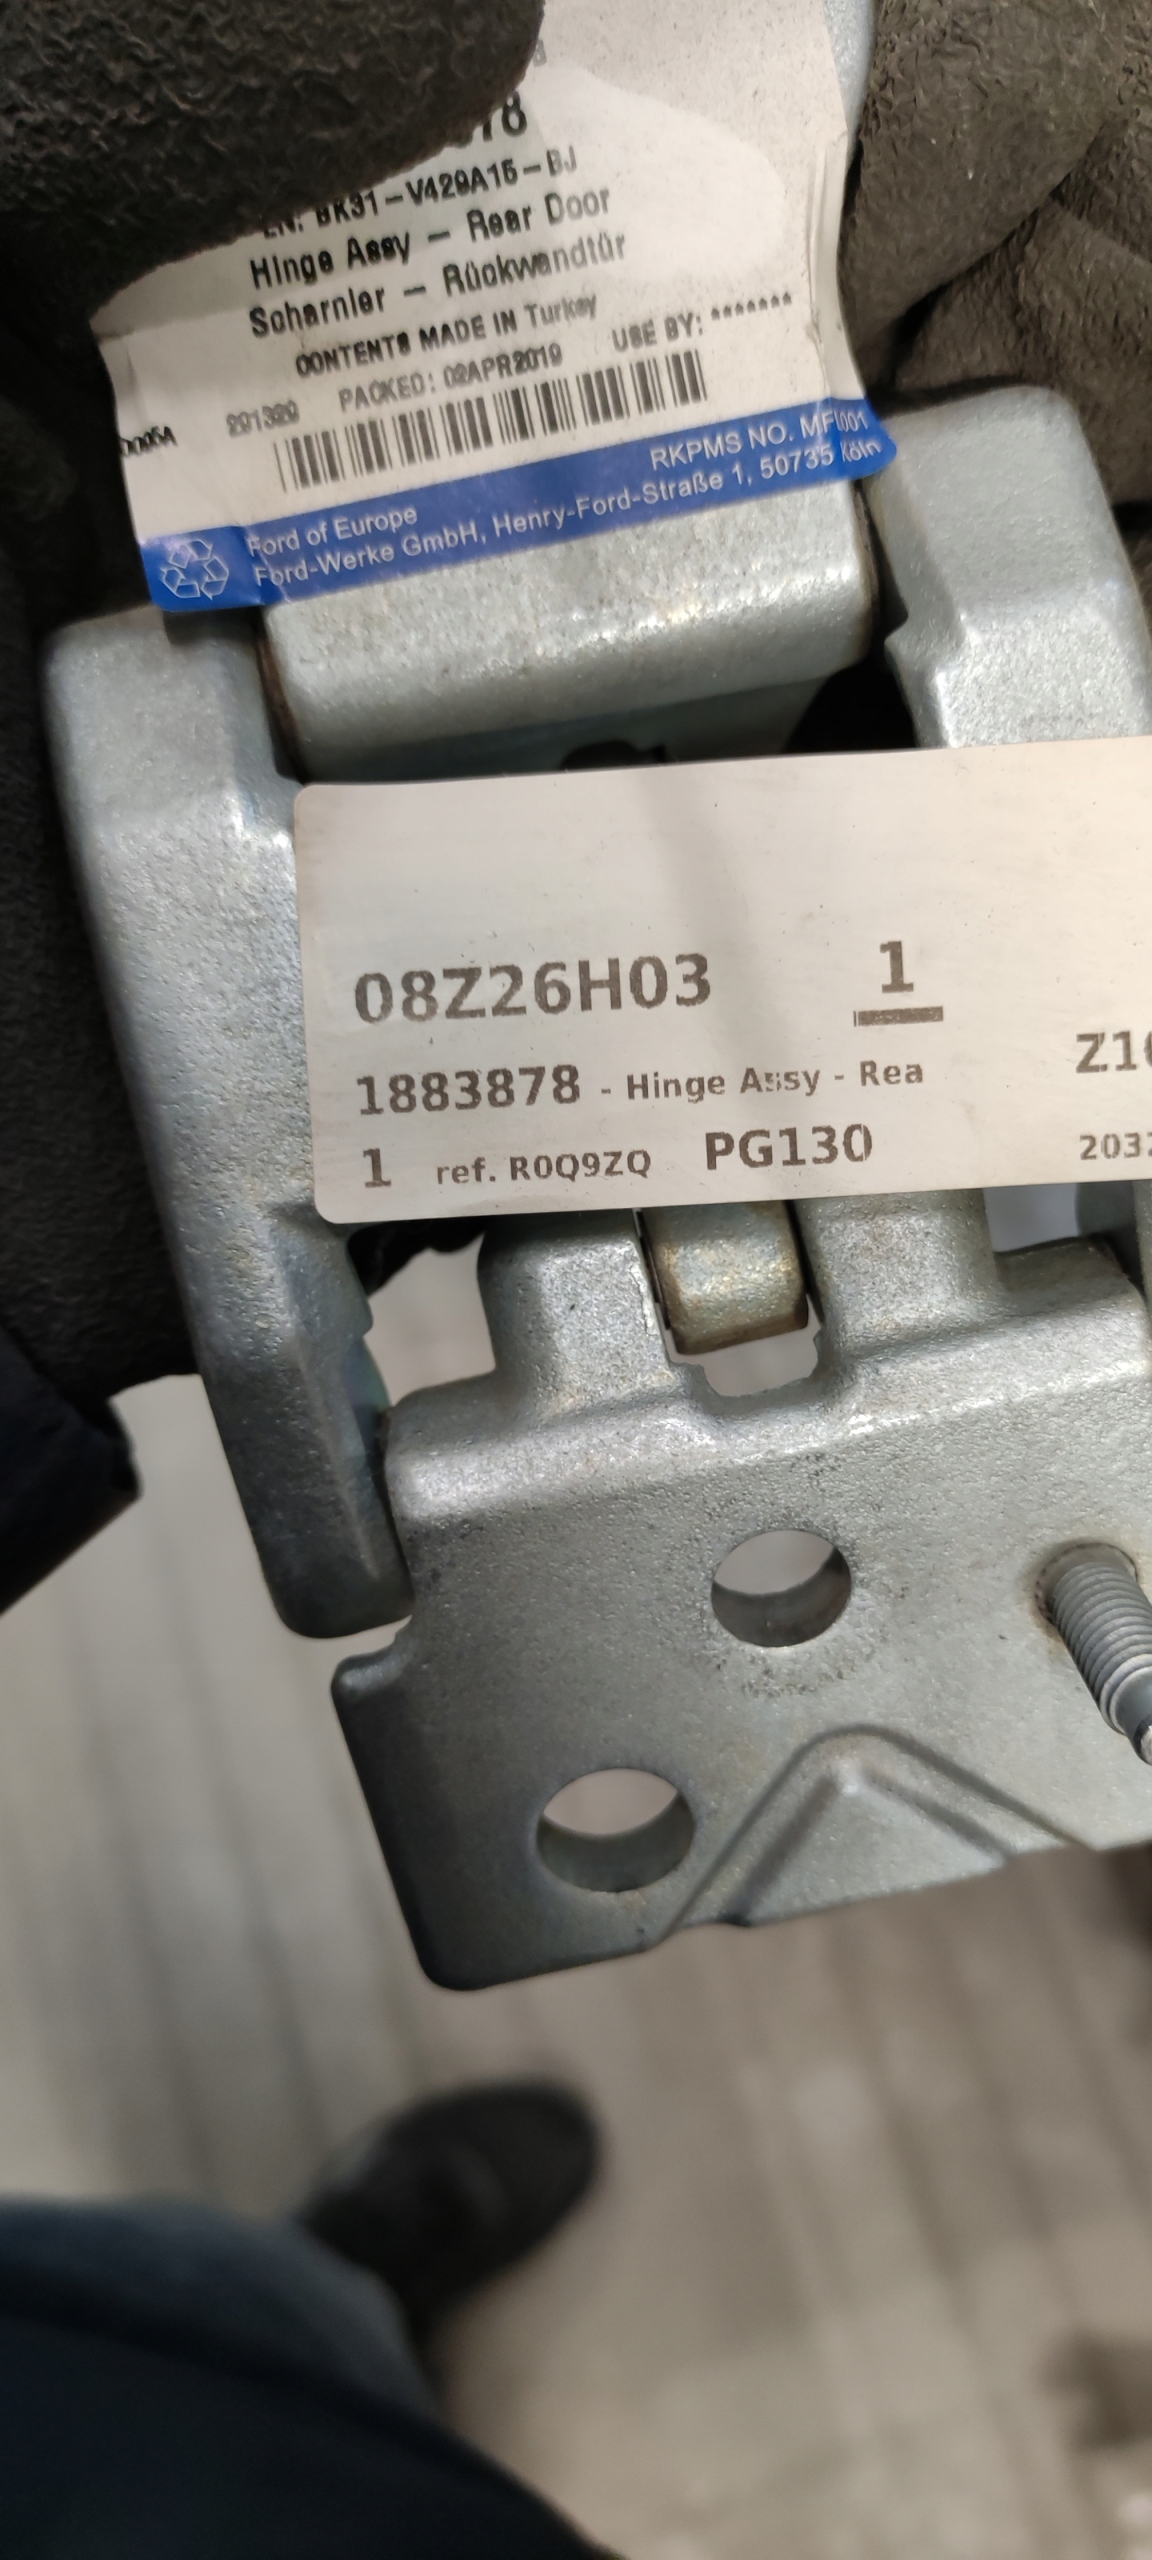 BK31-V429A15-BJ
Hinge Assy - Rear Door
Scharnier - Rückwandtür
CONTENTS MADE IN Turkey
PACKED: 02APR2019 USE BY: *******
Ford of Europe
RKPMS NO.
Ford-Werke GmbH, Henry-Ford-Straße 1, 50735 Köln
08Z26H03 1
1883878 - Hinge Assy - Rea
1 ref. R0Q9ZQ PG130